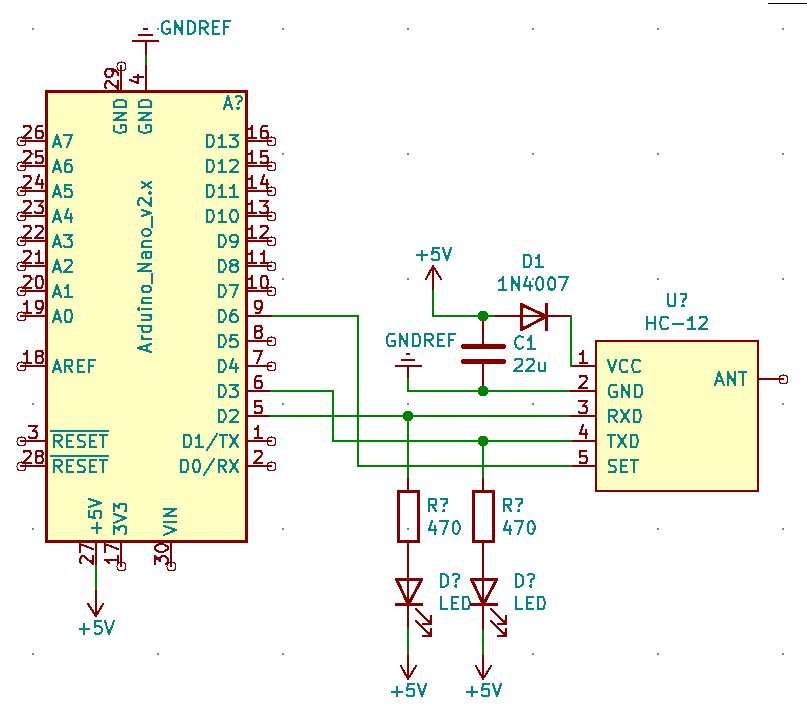 GNDREF
29
4
GND
GND
A?
26 A7
25 A6
24 A5
23 A4
22 A3
21 A2
20 A1
19 A0
18 AREF
3 RESET
28 RESET
Arduino_Nano_v2.x
D13 16
D12 15
D11 14
D10 13
D9 12
D8 11
D7 10
D6 9
D5 8
D4 7
D3 6
D2 5
D1/TX 1
D0/RX 2
+5V
3V3
VIN
27
17
30
+5V
+5V
D1
1N4007
GNDREF
C1
22u
U?
HC-12
1 VCC
2 GND
3 RXD
4 TXD
5 SET
ANT
R?
470
R?
470
D?
LED
D?
LED
+5V
+5V